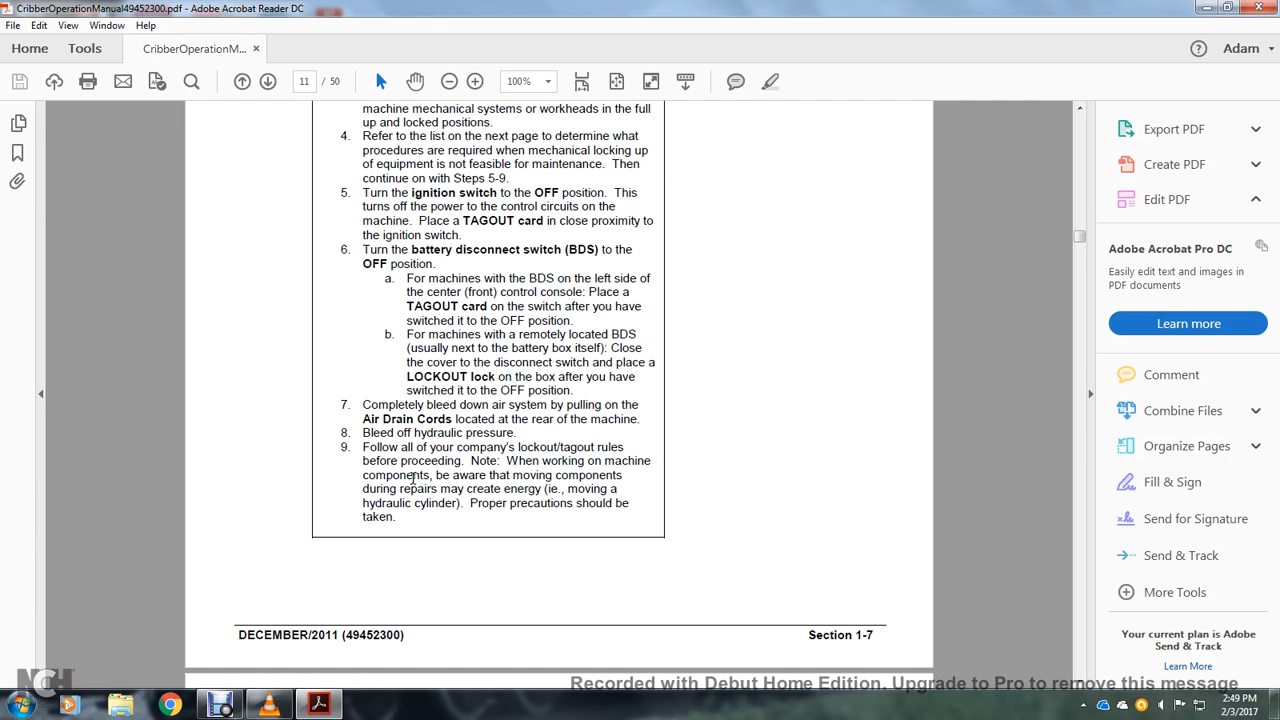 CribberOperationManual49452300.pdf - Adobe Acrobat Reader DC
File Edit View Window Help
Home Tools CribberOperationM... × Adam
11 / 50 100%
machine mechanical systems or workheads in the full
up and locked positions.
4. Refer to the list on the next page to determine what
procedures are required when mechanical locking up
of equipment is not feasible for maintenance. Then
continue on with Steps 5-9.
5. Turn the ignition switch to the OFF position. This
turns off the power to the control circuits on the
machine. Place a TAGOUT card in close proximity to
the ignition switch.
6. Turn the battery disconnect switch (BDS) to the
OFF position.
a. For machines with the BDS on the left side of
the center (front) control console: Place a
TAGOUT card on the switch after you have
switched it to the OFF position.
b. For machines with a remotely located BDS
(usually next to the battery box itself): Close
the cover to the disconnect switch and place a
LOCKOUT lock on the box after you have
switched it to the OFF position.
7. Completely bleed down air system by pulling on the
Air Drain Cords located at the rear of the machine.
8. Bleed off hydraulic pressure.
9. Follow all of your company's lockout/tagout rules
before proceeding. Note: When working on machine
components, be aware that moving components
during repairs may create energy (ie., moving a
hydraulic cylinder). Proper precautions should be
taken.
DECEMBER/2011 (49452300) Section 1-7
Export PDF
Create PDF
Edit PDF
Adobe Acrobat Pro DC
Easily edit text and images in
PDF documents
Learn more
Comment
Combine Files
Organize Pages
Fill & Sign
Send for Signature
Send & Track
More Tools
Your current plan is Adobe
Send & Track
Learn More
NCH
Recorded with Debut Home Edition. Upgrade to Pro to remove this message
2:49 PM
2/3/2017